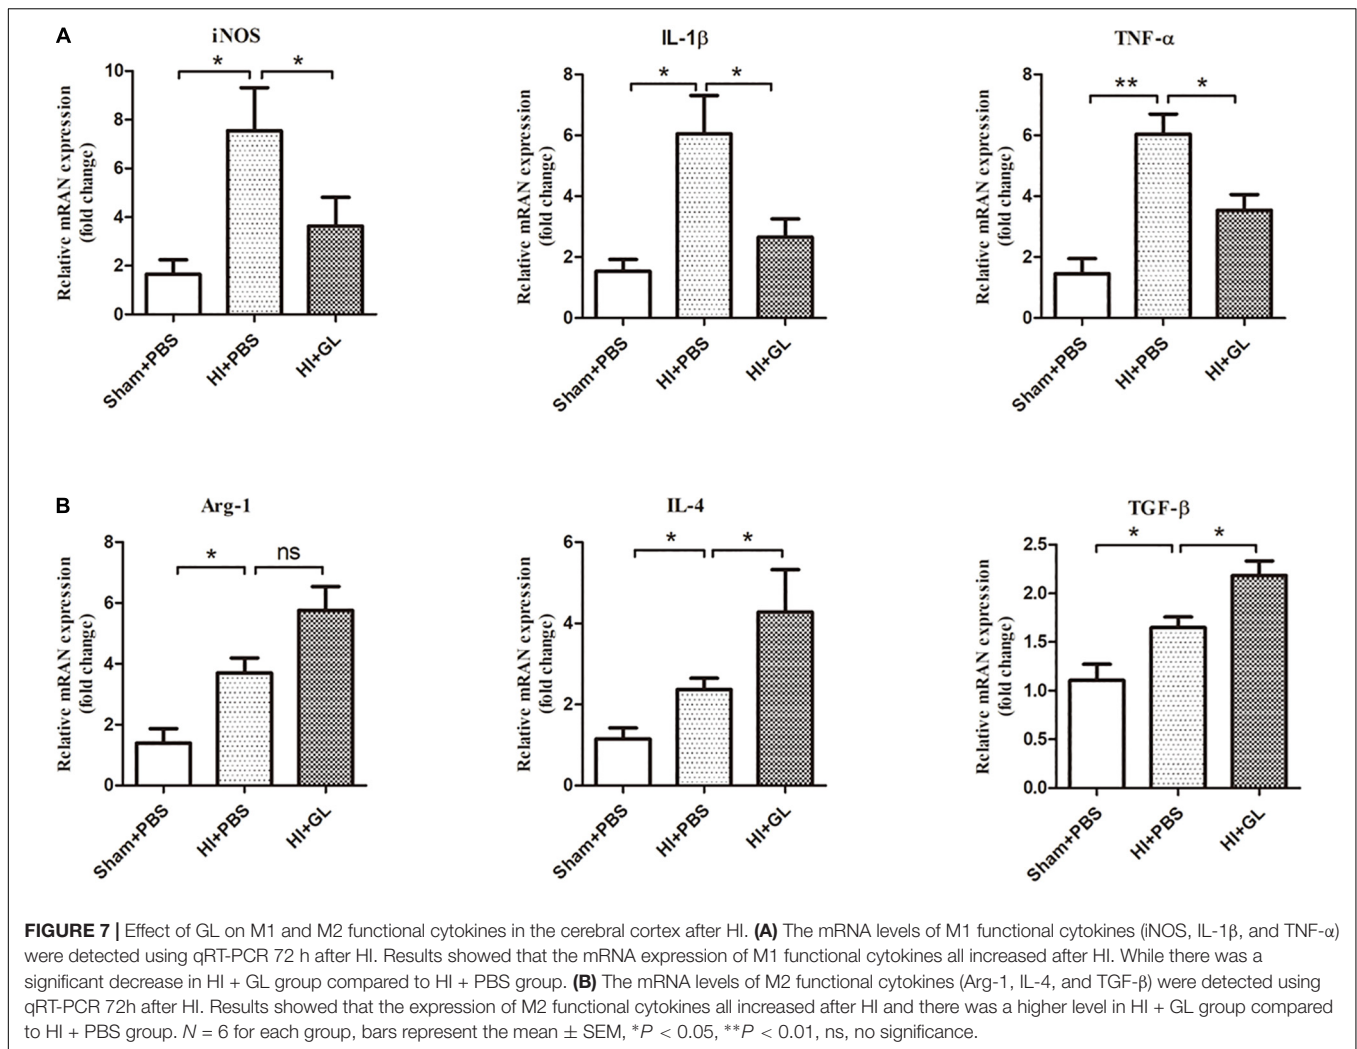 A
iNOS
IL-1β
TNF-α
Relative mRAN expression
(fold change)
10
8
6
4
2
0
*
*
Sham+PBS
HI+PBS
HI+GL
Relative mRAN expression
(fold change)
8
6
4
2
0
*
*
Sham+PBS
HI+PBS
HI+GL
Relative mRAN expression
(fold change)
8
6
4
2
0
**
*
Sham+PBS
HI+PBS
HI+GL
B
Arg-1
IL-4
TGF-β
Relative mRAN expression
(fold change)
8
6
4
2
0
*
ns
Sham+PBS
HI+PBS
HI+GL
Relative mRAN expression
(fold change)
6
4
2
0
*
*
Sham+PBS
HI+PBS
HI+GL
Relative mRAN expression
(fold change)
2.5
2.0
1.5
1.0
0.5
0.0
*
*
Sham+PBS
HI+PBS
HI+GL
FIGURE 7 | Effect of GL on M1 and M2 functional cytokines in the cerebral cortex after HI. (A) The mRNA levels of M1 functional cytokines (iNOS, IL-1β, and TNF-α)
were detected using qRT-PCR 72 h after HI. Results showed that the mRNA expression of M1 functional cytokines all increased after HI. While there was a
significant decrease in HI + GL group compared to HI + PBS group. (B) The mRNA levels of M2 functional cytokines (Arg-1, IL-4, and TGF-β) were detected using
qRT-PCR 72h after HI. Results showed that the expression of M2 functional cytokines all increased after HI and there was a higher level in HI + GL group compared
to HI + PBS group. N = 6 for each group, bars represent the mean ± SEM, *P < 0.05, **P < 0.01, ns, no significance.